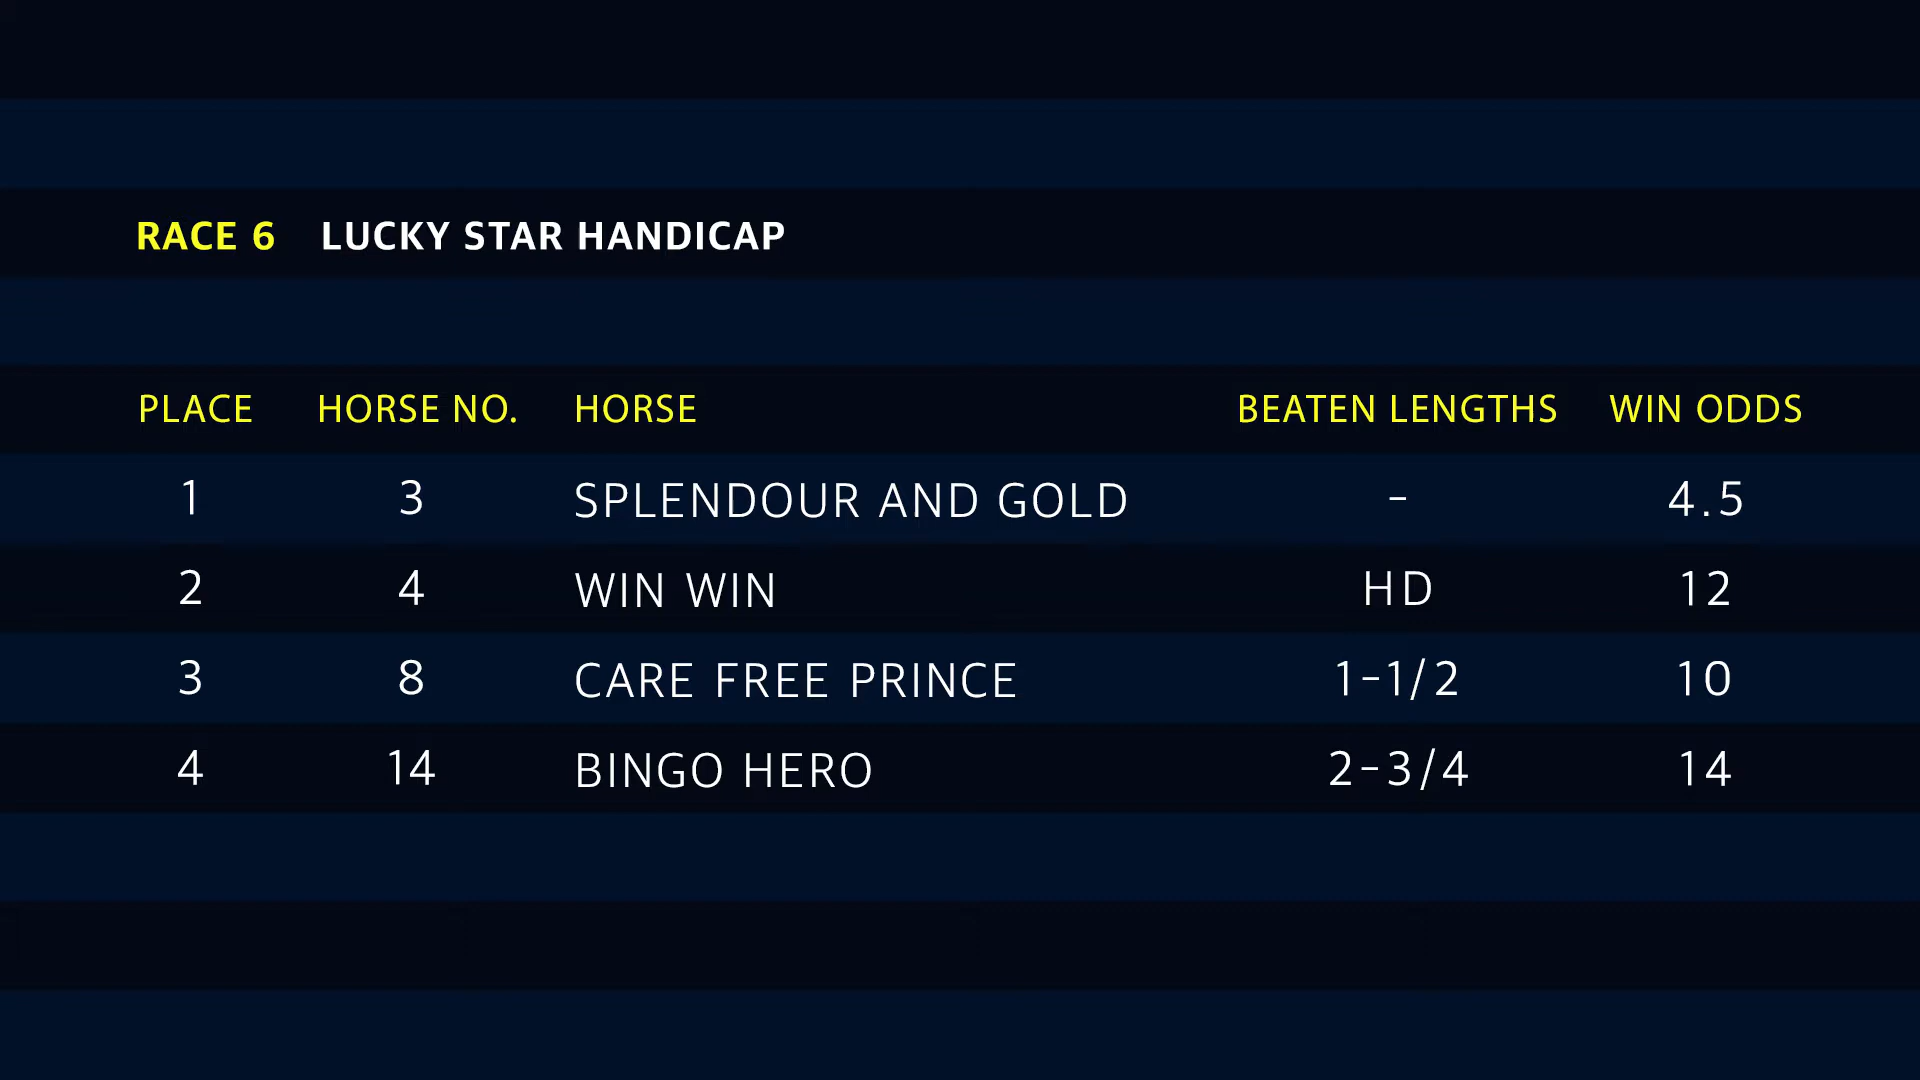 RACE 6 LUCKY STAR HANDICAP
PLACE HORSE NO. HORSE BEATEN LENGTHS WIN ODDS
1 3 SPLENDOUR AND GOLD - 4.5
2 4 WIN WIN HD 12
3 8 CARE FREE PRINCE 1-1/2 10
4 14 BINGO HERO 2-3/4 14